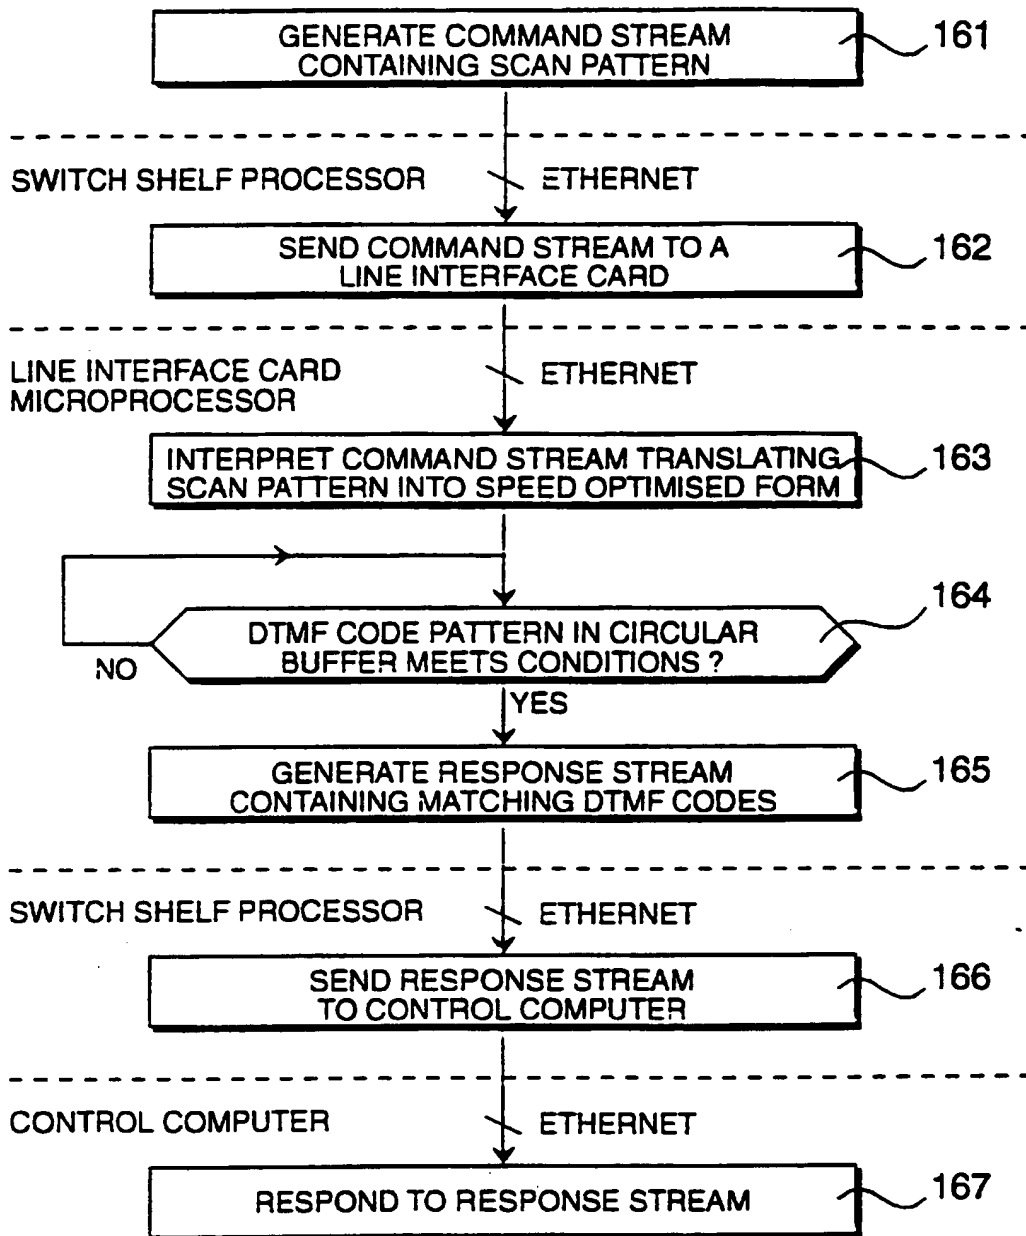 GENERATE COMMAND STREAM
CONTAINING SCAN PATTERN
161
SWITCH SHELF PROCESSOR
ETHERNET
SEND COMMAND STREAM TO A
LINE INTERFACE CARD
162
LINE INTERFACE CARD
MICROPROCESSOR
ETHERNET
INTERPRET COMMAND STREAM TRANSLATING
SCAN PATTERN INTO SPEED OPTIMISED FORM
163
DTMF CODE PATTERN IN CIRCULAR
BUFFER MEETS CONDITIONS ?
164
NO
YES
GENERATE RESPONSE STREAM
CONTAINING MATCHING DTMF CODES
165
SWITCH SHELF PROCESSOR
ETHERNET
SEND RESPONSE STREAM
TO CONTROL COMPUTER
166
CONTROL COMPUTER
ETHERNET
RESPOND TO RESPONSE STREAM
167